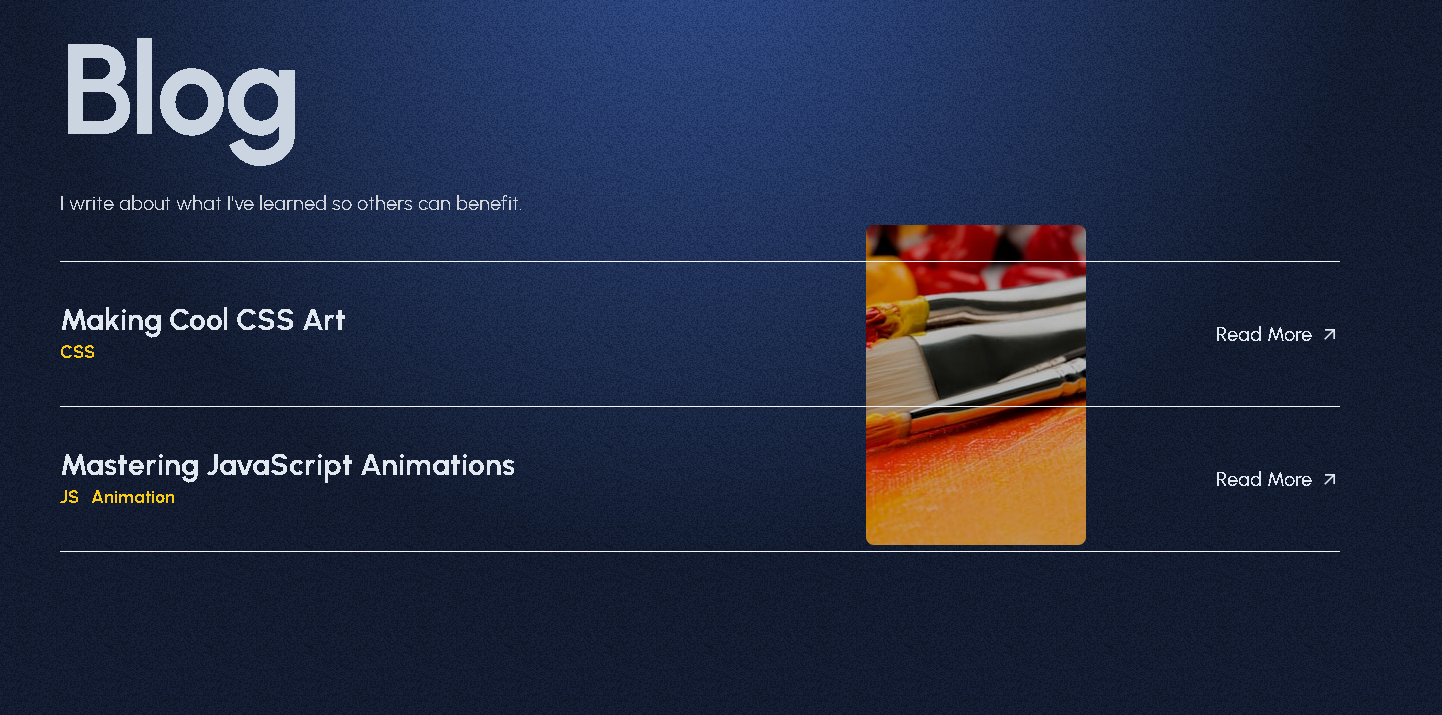 Blog
I write about what I've learned so others can benefit.
Making Cool CSS Art
CSS
Read More
Mastering JavaScript Animations
JS Animation
Read More